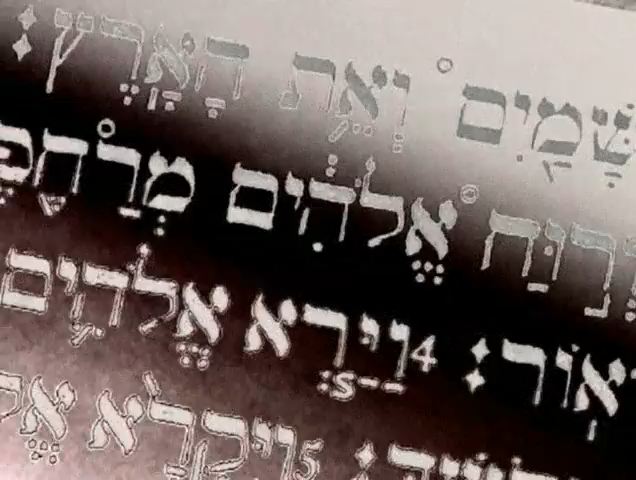 שָּׁמַיִם וְאֵת הָאָרֶץ׃
וְרוּחַ אֱלֹהִים מְרַחֶפֶ
אוֹר׃ 4 וַיַּרְא אֱלֹהִים
5 וַיִּקְרָא